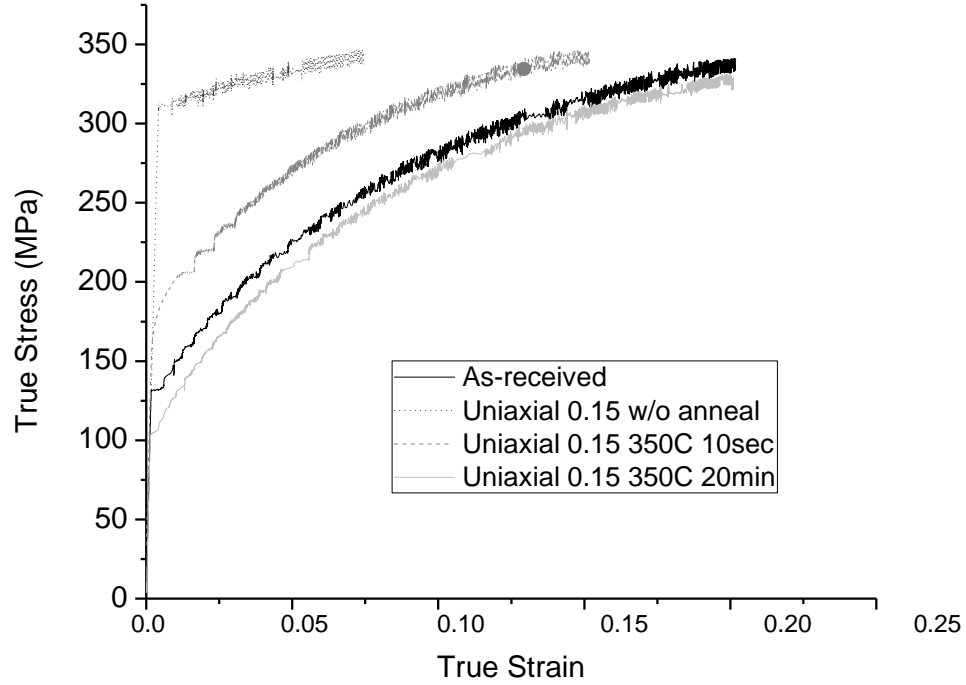 350
300
250
200
150
100
50
0
True Stress (MPa)
As-received
Uniaxial 0.15 w/o anneal
Uniaxial 0.15 350C 10sec
Uniaxial 0.15 350C 20min
0.0 0.05 0.10 0.15 0.20 0.25
True Strain